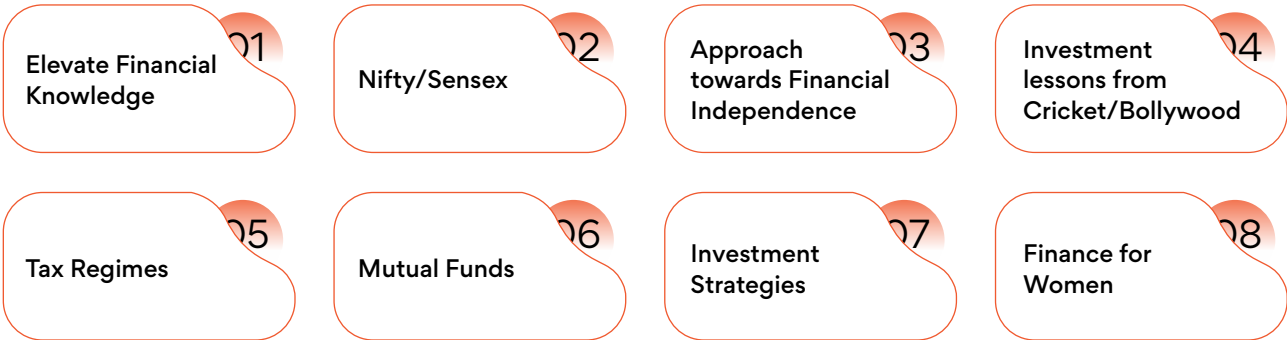 01
Elevate Financial
Knowledge
02
Nifty/Sensex
03
Approach
towards Financial
Independence
04
Investment
lessons from
Cricket/Bollywood
05
Tax Regimes
06
Mutual Funds
07
Investment
Strategies
08
Finance for
Women